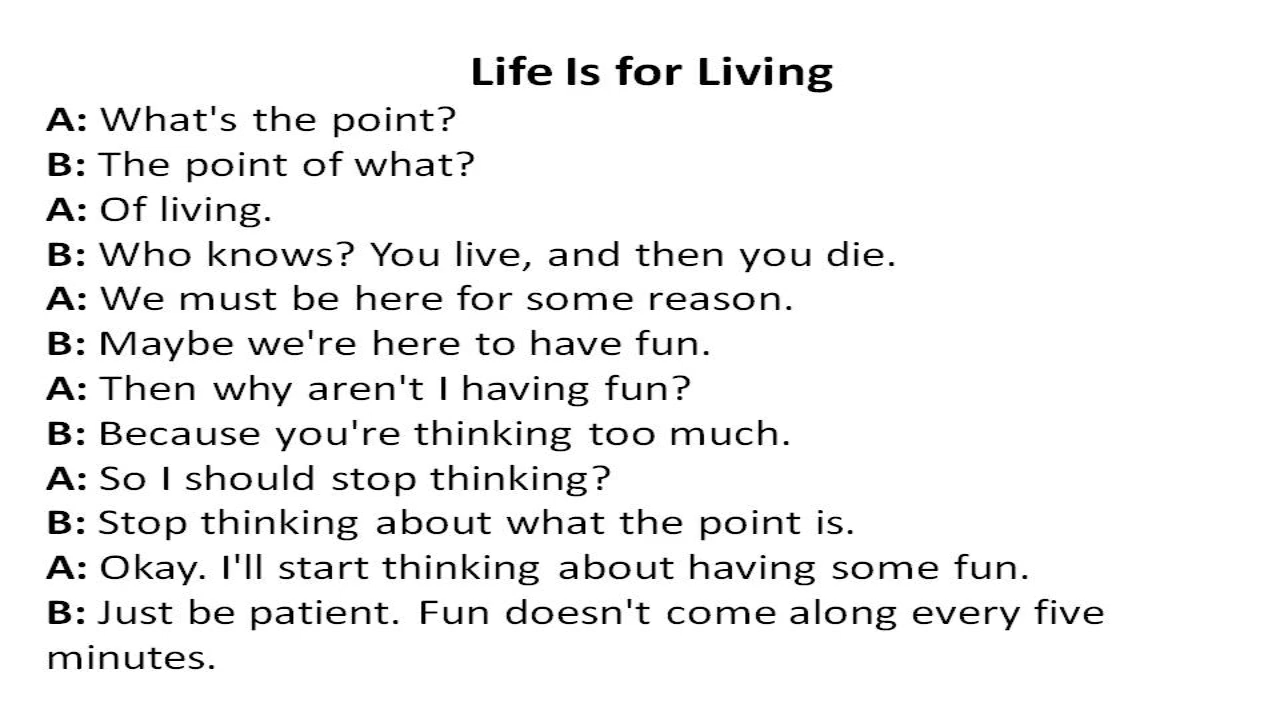 Life Is for Living
A: What's the point?
B: The point of what?
A: Of living.
B: Who knows? You live, and then you die.
A: We must be here for some reason.
B: Maybe we're here to have fun.
A: Then why aren't I having fun?
B: Because you're thinking too much.
A: So I should stop thinking?
B: Stop thinking about what the point is.
A: Okay. I'll start thinking about having some fun.
B: Just be patient. Fun doesn't come along every five
minutes.